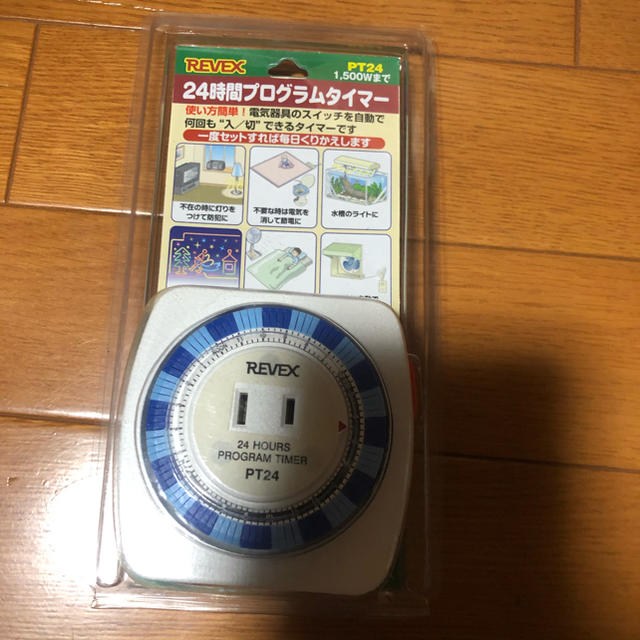 REVEX
PT24
1,500Wまで
24時間プログラムタイマー
使い方簡単！電気器具のスイッチを自動で
何回も“入／切”できるタイマーです
一度セットすれば毎日くりかえします
不在の時に灯りを
つけて防犯に
不要な時は電気を
消して節電に
水槽のライトに
REVEX
24 HOURS
PROGRAM TIMER
PT24